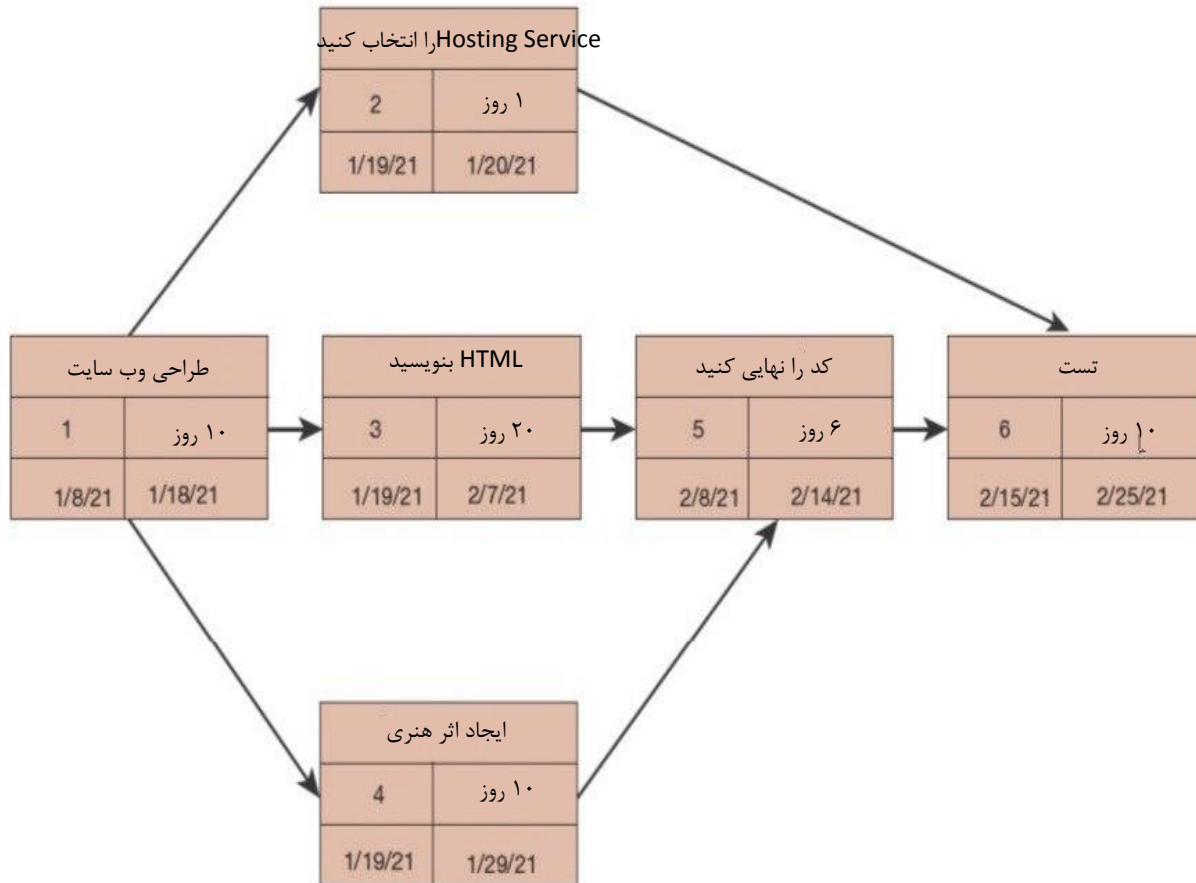 Hosting Service را انتخاب کنید
2 ۱ روز
1/19/21 1/20/21
طراحی وب سایت
1 ۱۰ روز
1/8/21 1/18/21
HTML بنویسید
3 ۲۰ روز
1/19/21 2/7/21
کد را نهایی کنید
5 ۶ روز
2/8/21 2/14/21
تست
6 ۱۰ روز
2/15/21 2/25/21
ایجاد اثر هنری
4 ۱۰ روز
1/19/21 1/29/21